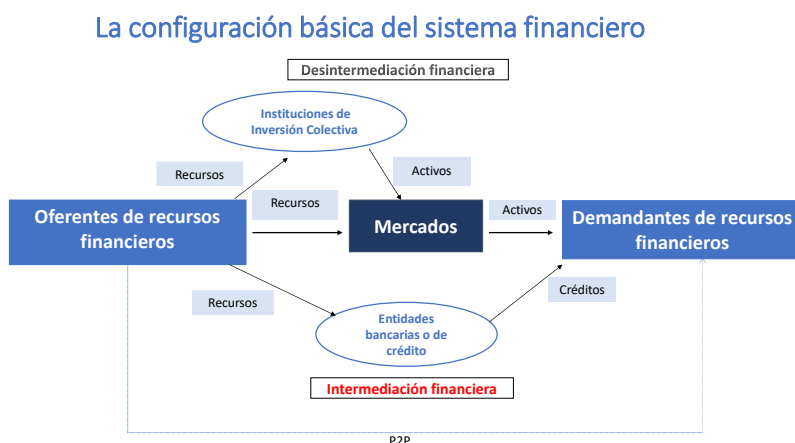 La configuración básica del sistema financiero
Desintermediación financiera
Instituciones de
Inversión Colectiva
Recursos
Activos
Oferentes de recursos
financieros
Recursos
Mercados
Activos
Demandantes de recursos
financieros
Recursos
Créditos
Entidades
bancarias o de
crédito
Intermediación financiera
P2P